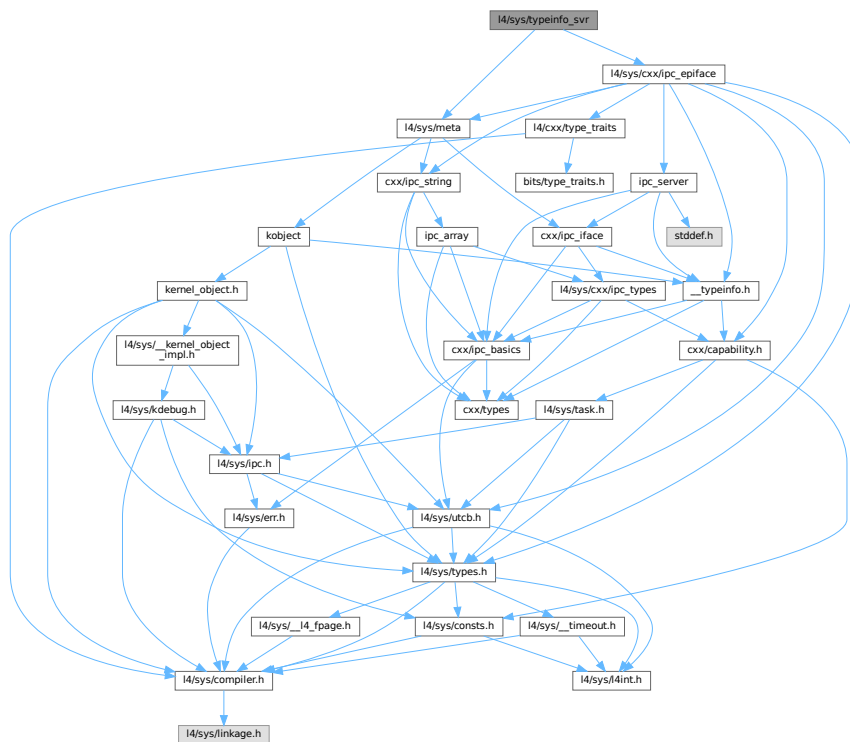 l4/sys/typeinfo_svr
l4/sys/cxx/ipc_epiface
l4/sys/meta
l4/cxx/type_traits
cxx/ipc_string
bits/type_traits.h
ipc_server
kobject
ipc_array
cxx/ipc_iface
stddef.h
kernel_object.h
l4/sys/cxx/ipc_types
__typeinfo.h
l4/sys/__kernel_object
_impl.h
cxx/ipc_basics
cxx/capability.h
l4/sys/kdebug.h
cxx/types
l4/sys/task.h
l4/sys/ipc.h
l4/sys/err.h
l4/sys/utcb.h
l4/sys/types.h
l4/sys/__l4_fpage.h
l4/sys/consts.h
l4/sys/__timeout.h
l4/sys/compiler.h
l4/sys/l4int.h
l4/sys/linkage.h